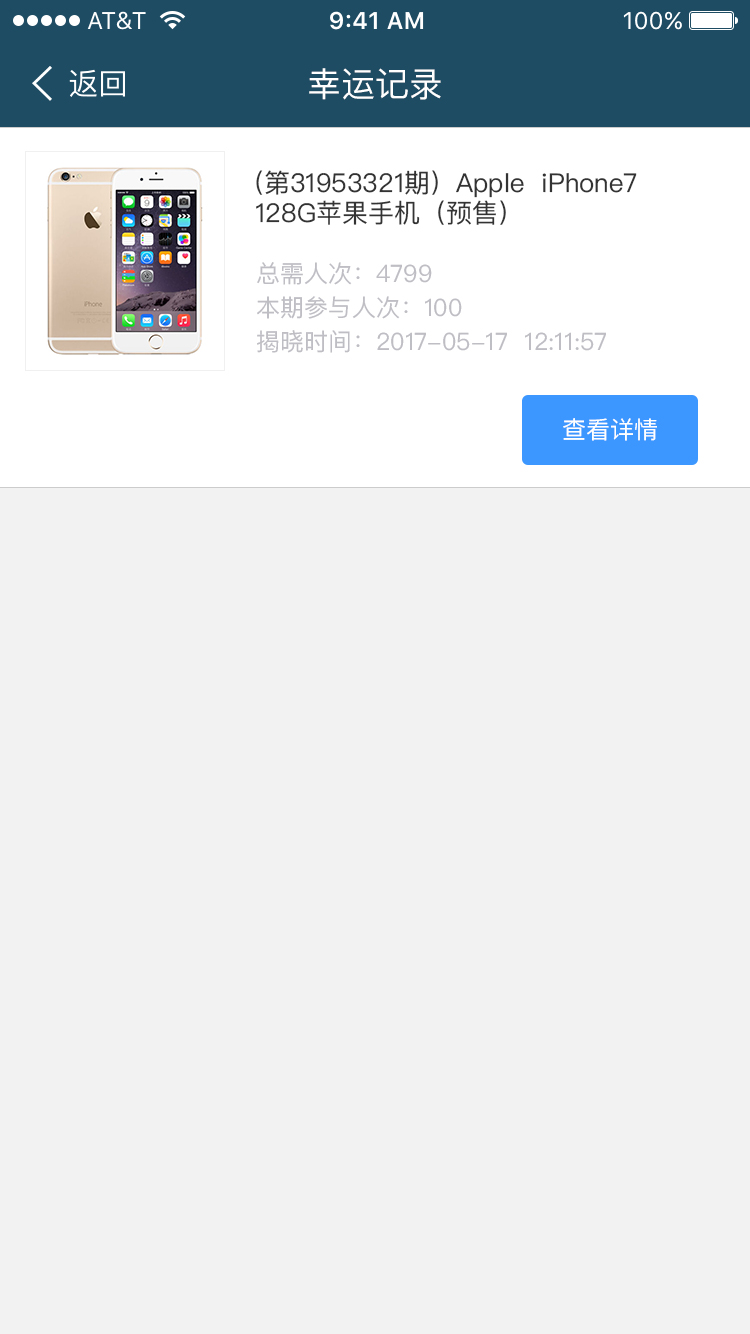 AT&T 9:41 AM 100%
返回 幸运记录
（第31953321期）Apple iPhone7
128G苹果手机（预售）
总需人次：4799
本期参与人次：100
揭晓时间：2017-05-17 12:11:57
iPhone
查看详情